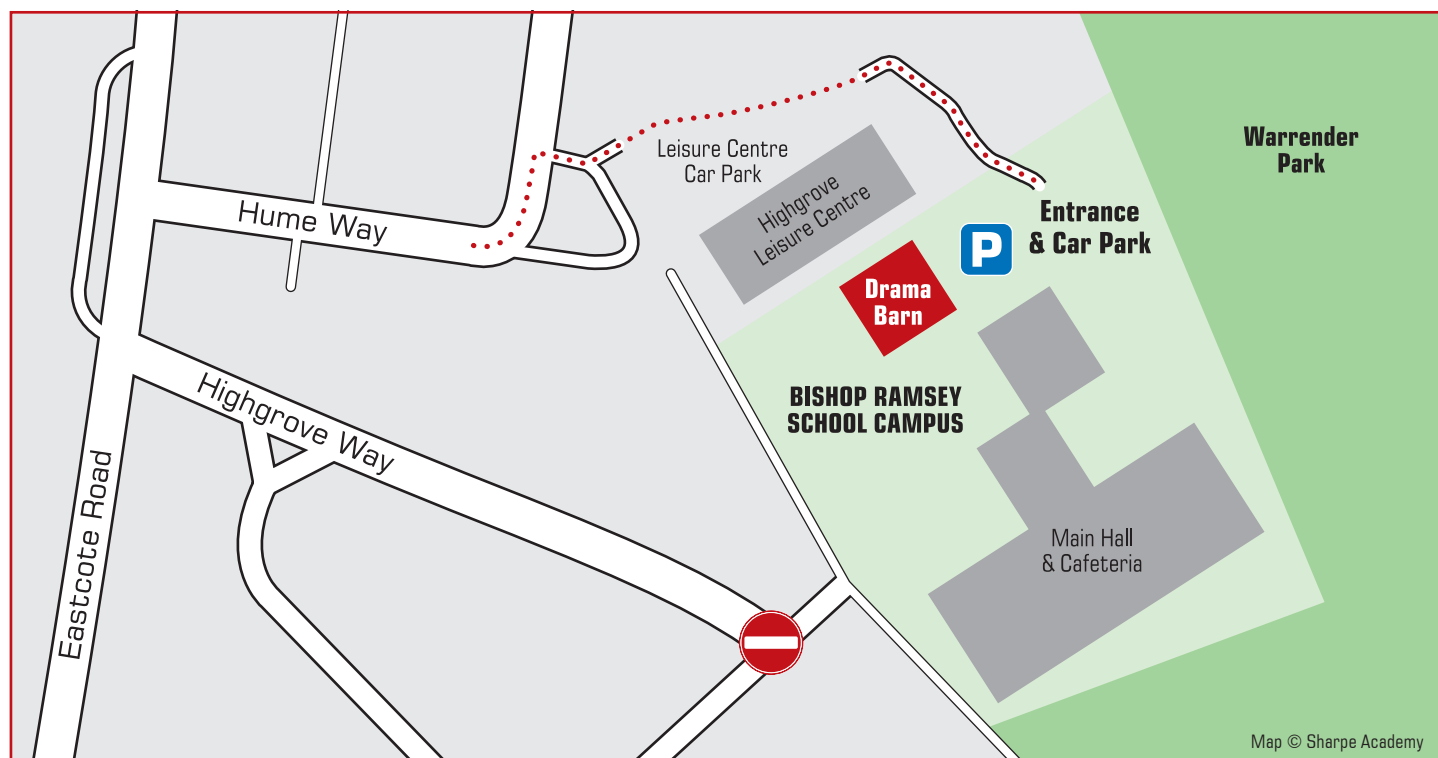 Warrender
Park
Leisure Centre
Car Park
Highgrove
Leisure Centre
Entrance
& Car Park
P
Hume Way
Drama
Barn
BISHOP RAMSEY
SCHOOL CAMPUS
Highgrove Way
Eastcote Road
Main Hall
& Cafeteria
Map © Sharpe Academy